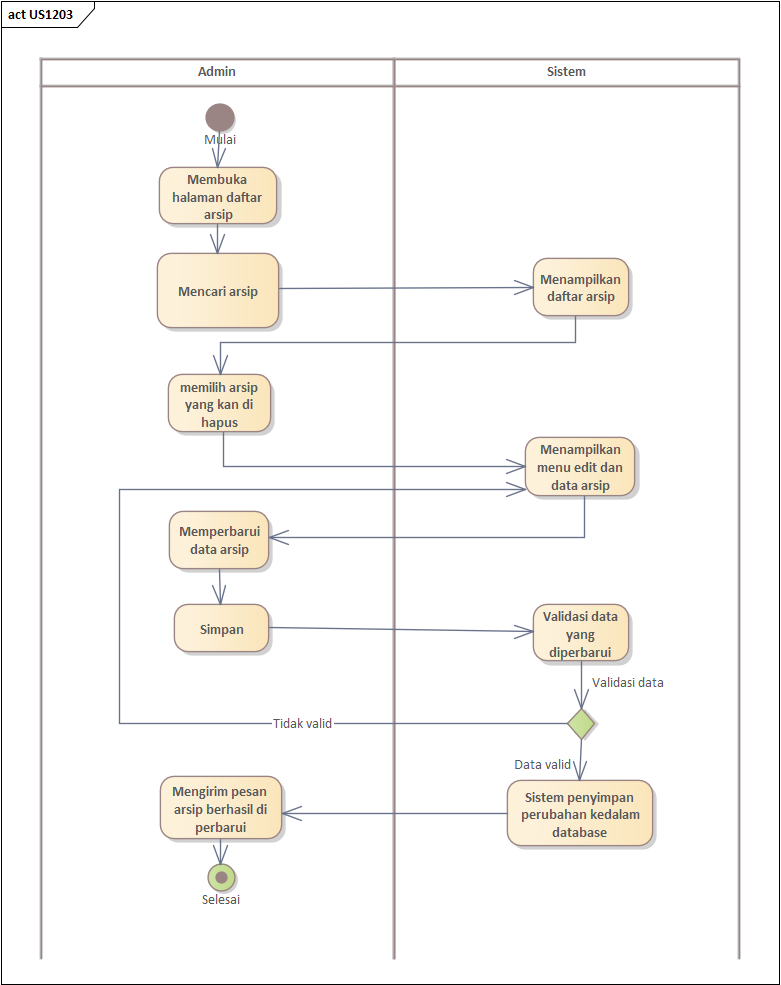 act US1203
Admin
Sistem
Mulai
Membuka
halaman daftar
arsip
Mencari arsip
Menampilkan
daftar arsip
memilih arsip
yang kan di
hapus
Menampilkan
menu edit dan
data arsip
Memperbarui
data arsip
Simpan
Validasi data
yang
diperbarui
Validasi data
Tidak valid
Data valid
Sistem penyimpan
perubahan kedalam
database
Mengirim pesan
arsip berhasil di
perbarui
Selesai